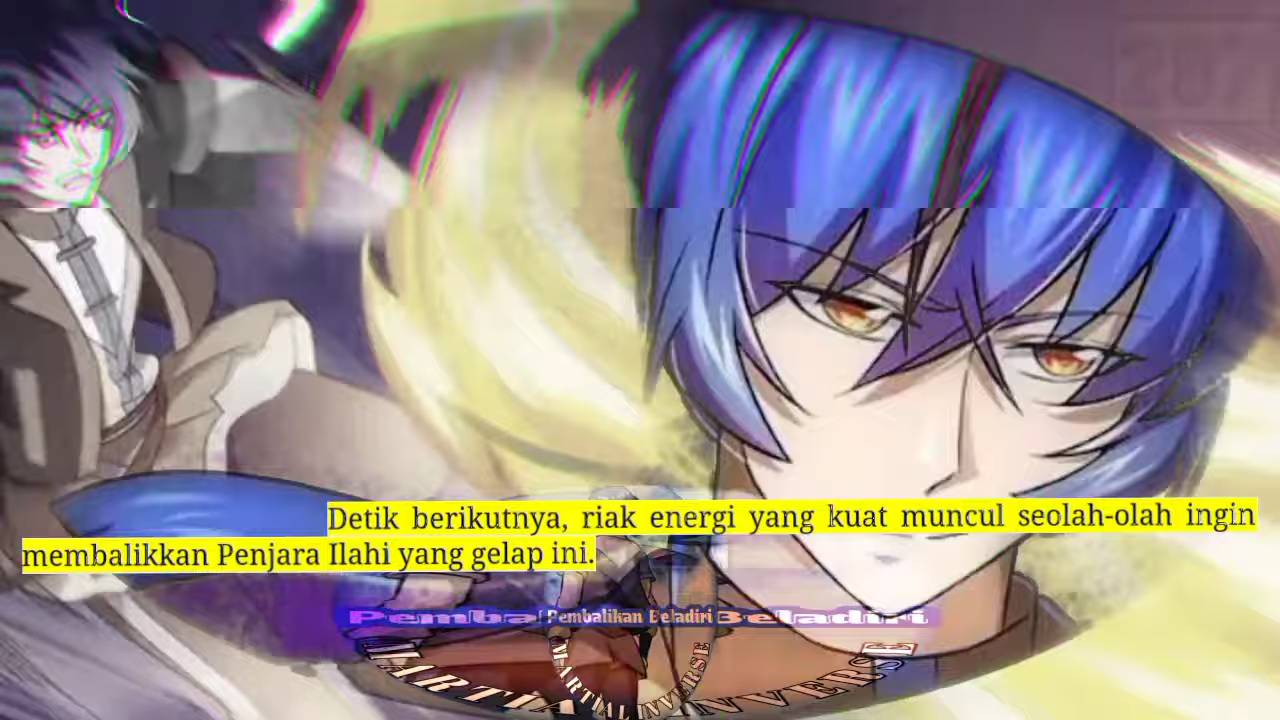 Detik berikutnya, riak energi yang kuat muncul seolah-olah ingin
membalikkan Penjara Ilahi yang gelap ini.
Pembalikan Beladiri
MARTIAL INVERSE